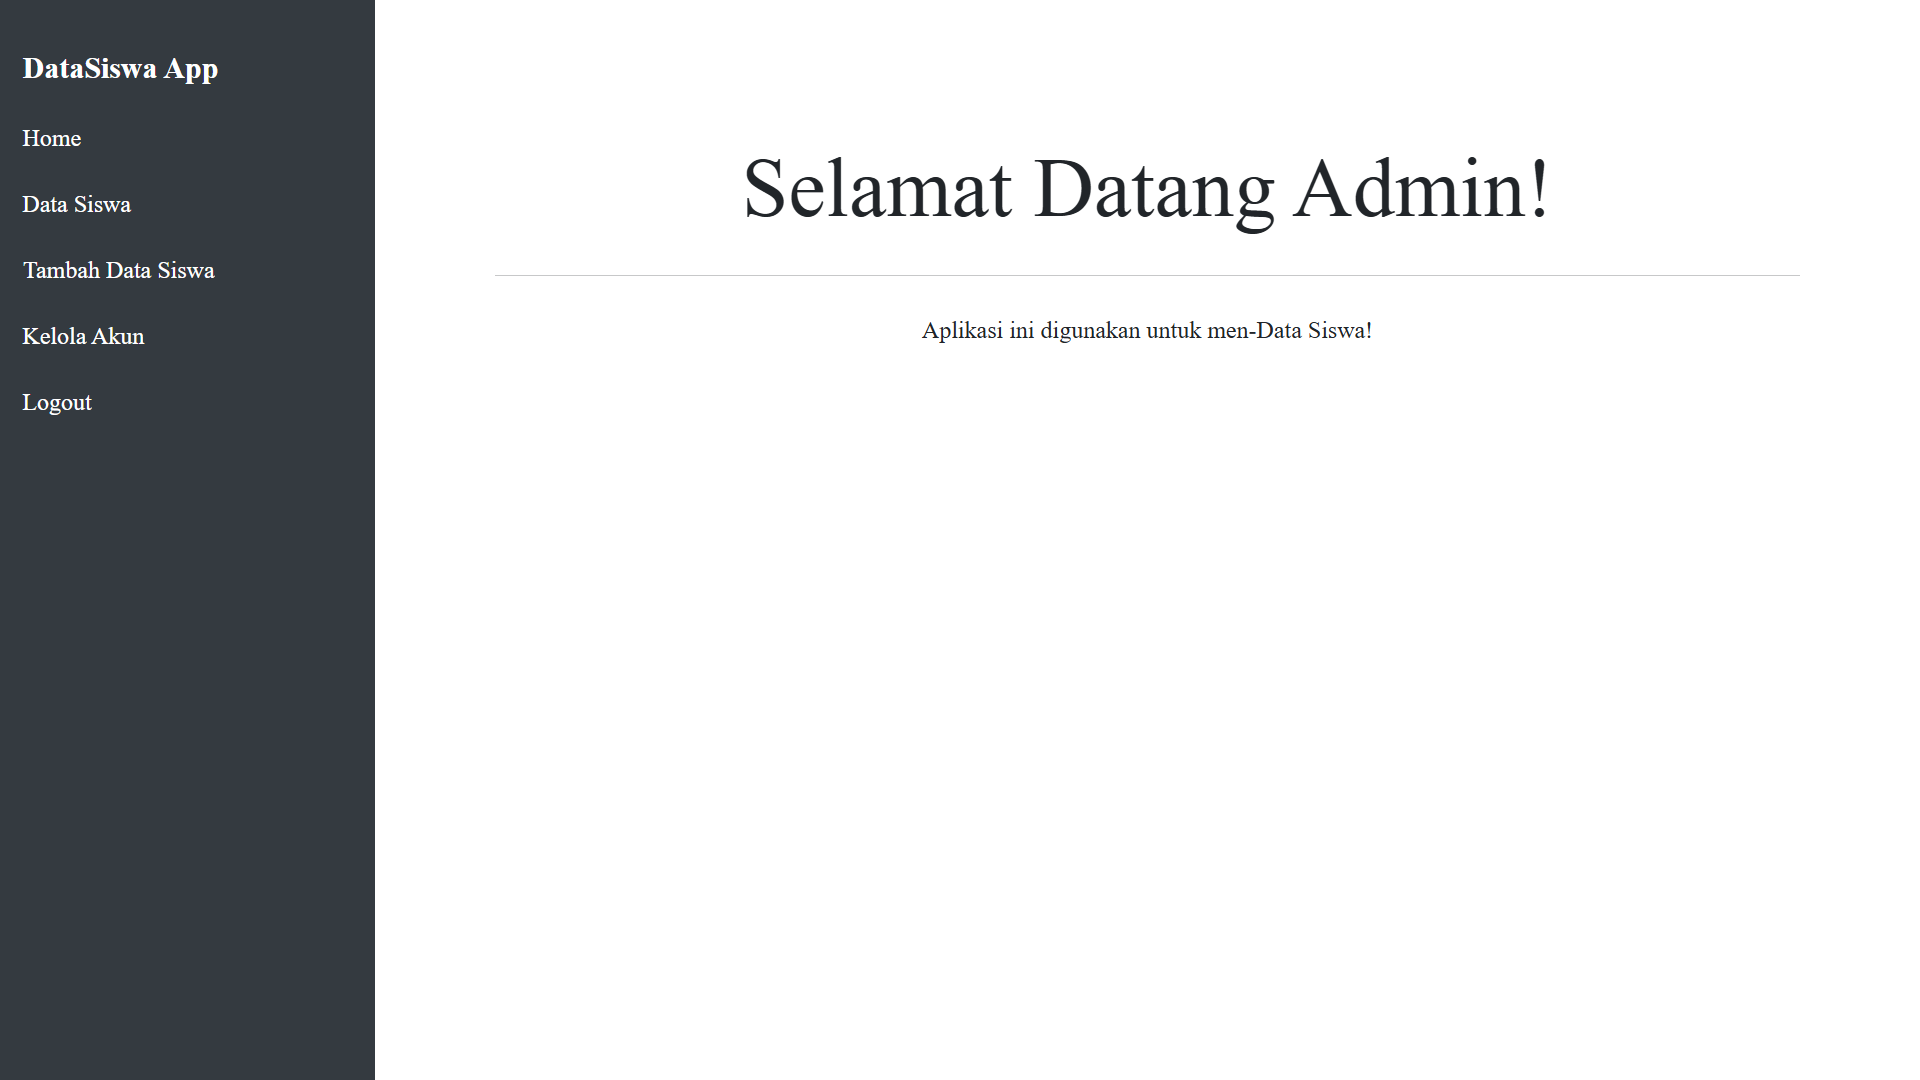 DataSiswa App
Home
Data Siswa
Tambah Data Siswa
Kelola Akun
Logout
Selamat Datang Admin!
Aplikasi ini digunakan untuk men-Data Siswa!